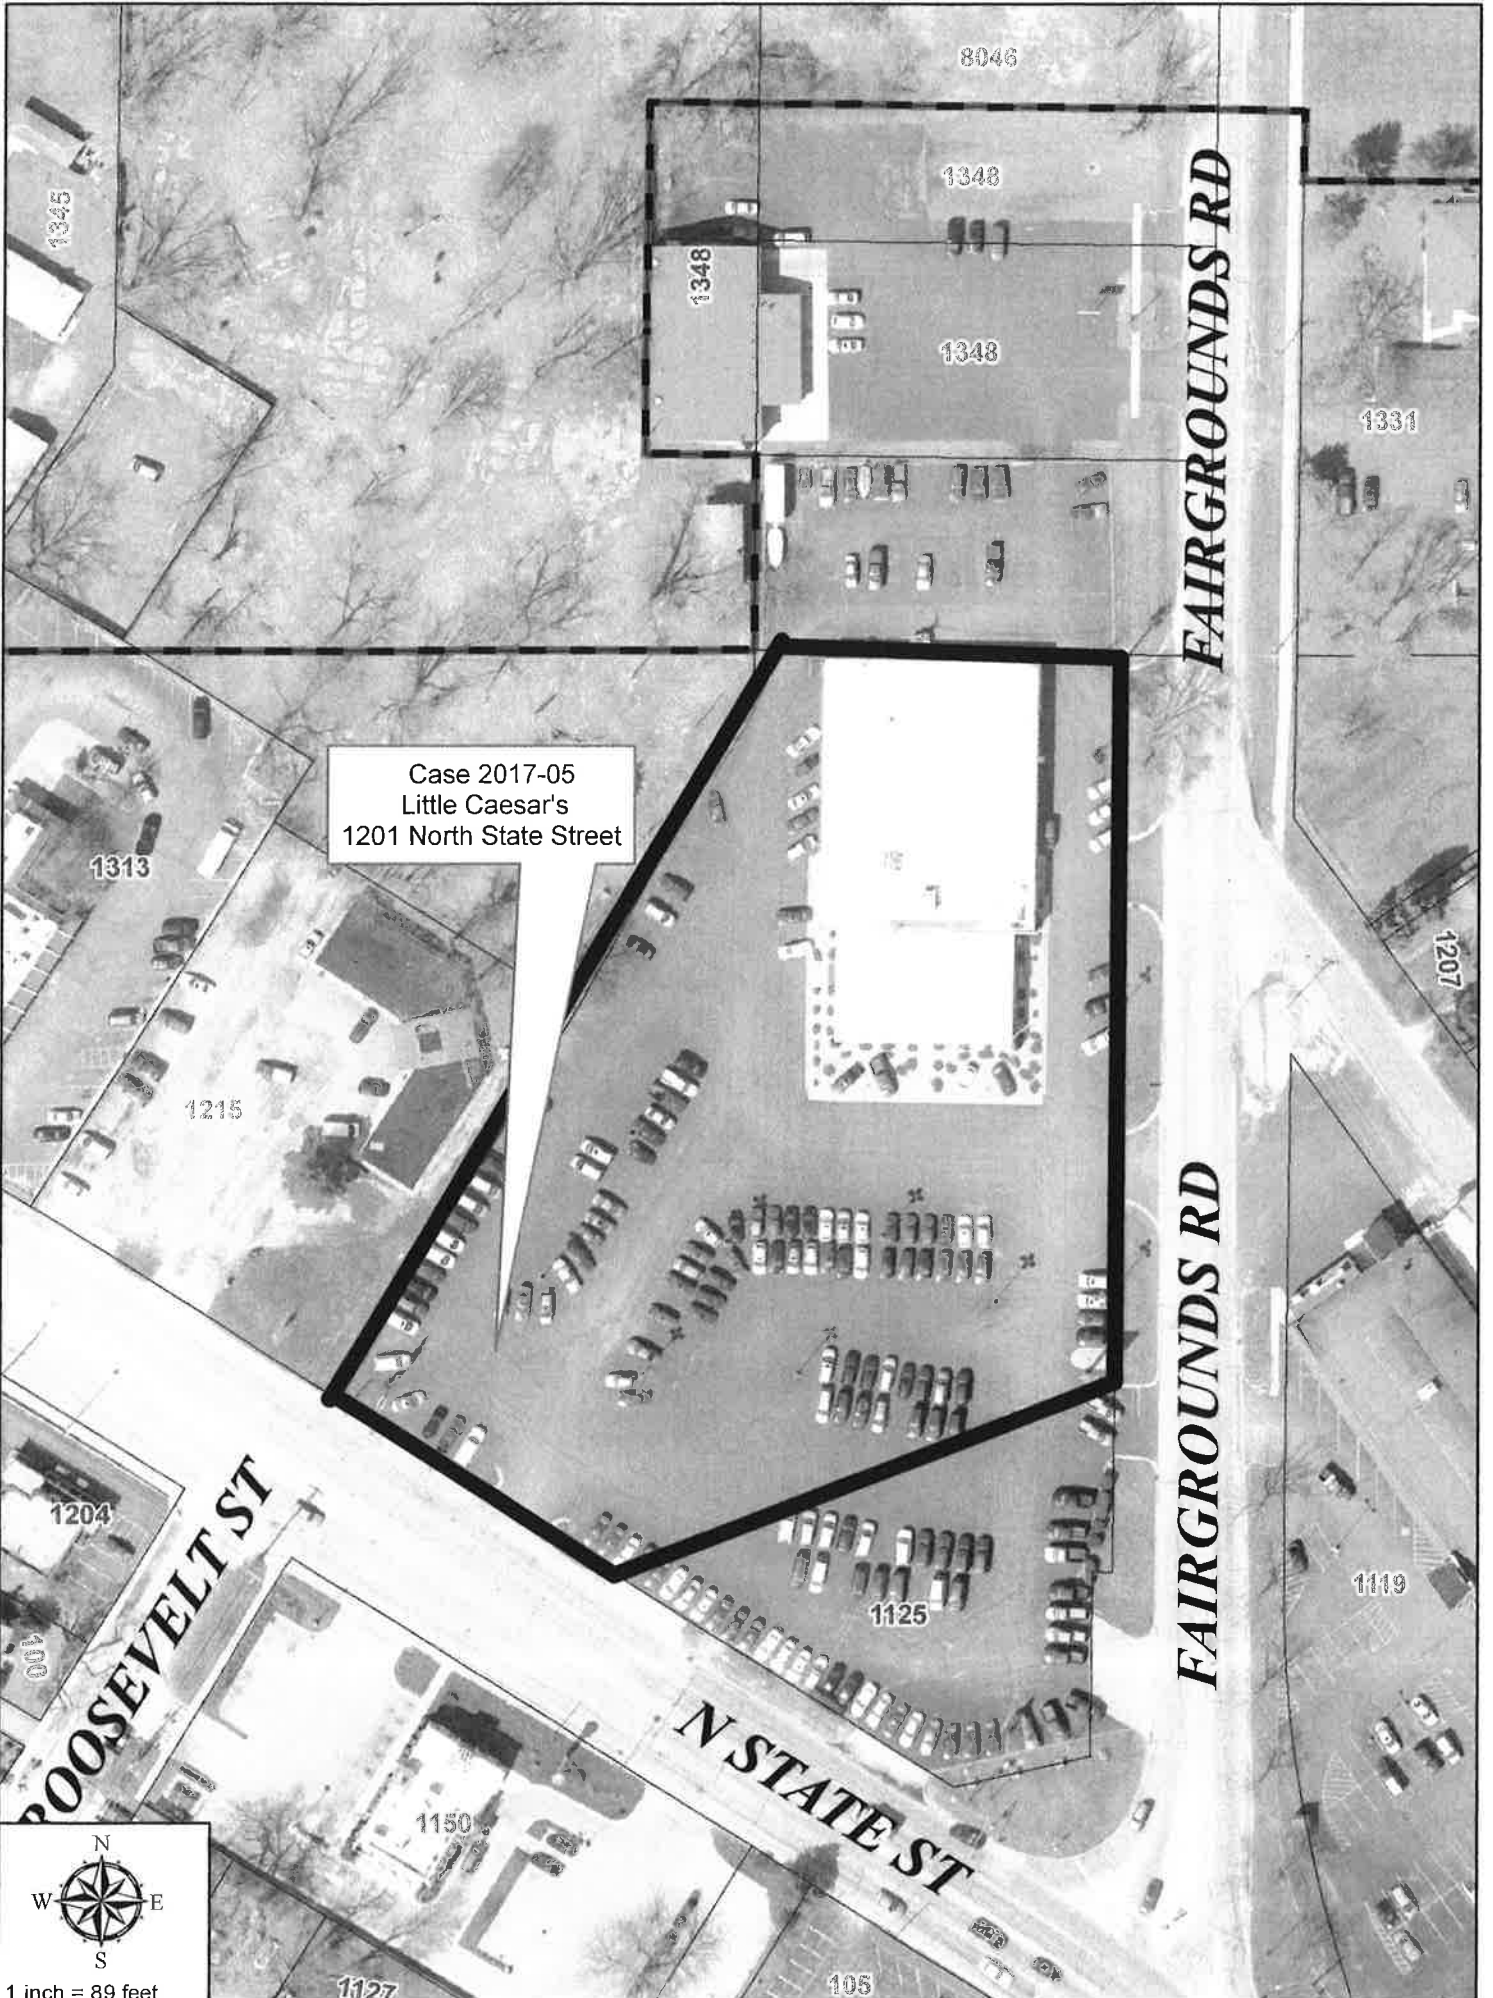 8046
1348
1345
FAIRGROUNDS RD
1348
1348
1331
Case 2017-05
Little Caesar's
1201 North State Street
1313
1207
1215
FAIRGROUNDS RD
1204
ROOSEVELT ST
1119
1125
100
N STATE ST
1150
N
W E
S
1 inch = 89 feet
1127
105